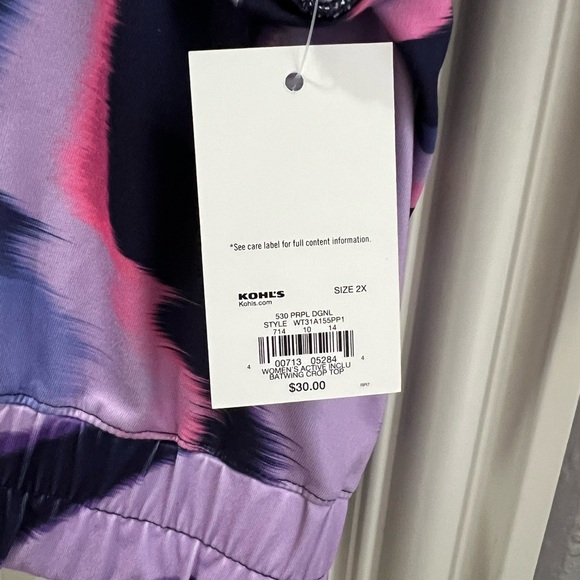 *See care label for full content information.
KOHL'S
SIZE 2X
Kohls.com
530 PRPL DGNL
STYLE WT31A155PP1
714 10 14
4 00713 05284 4
WOMEN'S ACTIVE INCLU
BATWING CROP TOP
$30.00